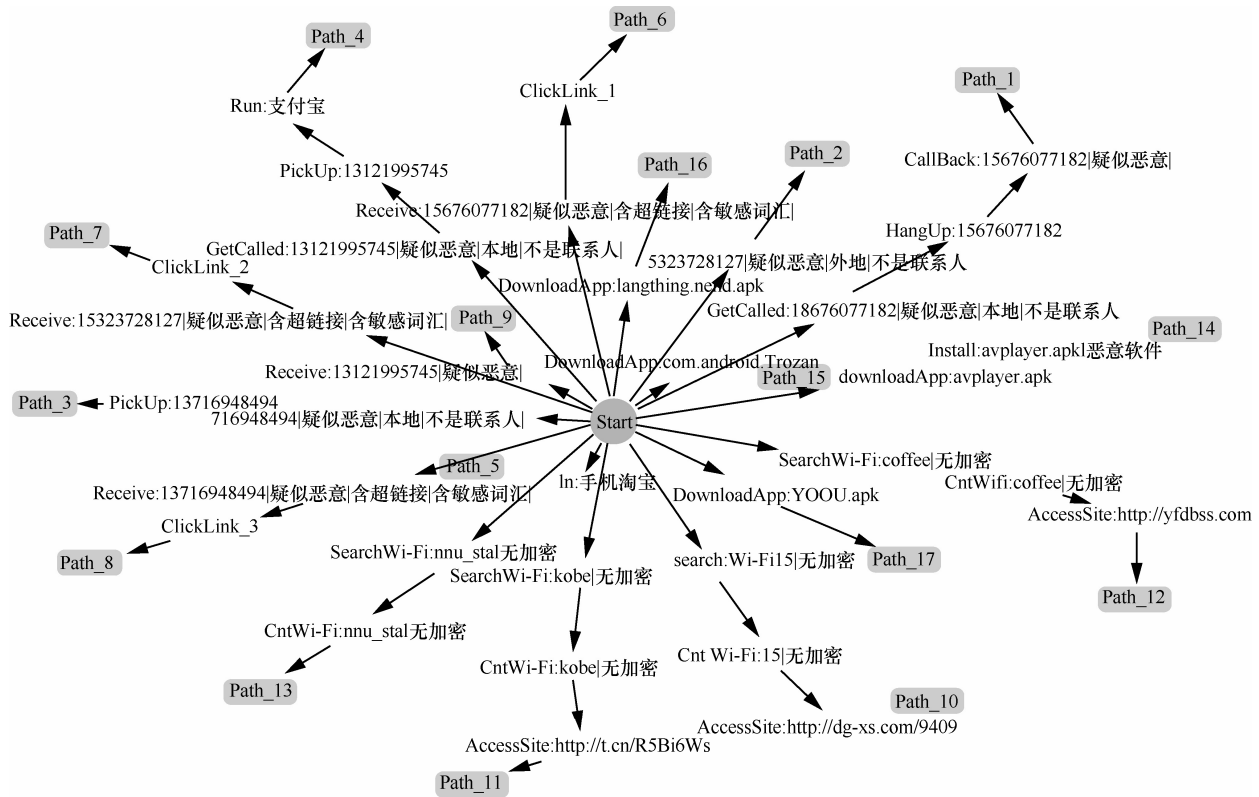 Path_6
Path_4
Path_1
ClickLink_1
Run:支付宝
Path_2
Path_16
CallBack:15676077182|疑似恶意|
PickUp:13121995745
Receive:15676077182|疑似恶意|含超链接|含敏感词汇|
Path_7
HangUp:15676077182
GetCalled:13121995745|疑似恶意|本地|不是联系人|
5323728127|疑似恶意|外地|不是联系人
ClickLink_2
DownloadApp:langthing.nend.apk
GetCalled:18676077182|疑似恶意|本地|不是联系人
Receive:15323728127|疑似恶意|含超链接|含敏感词汇|
Path_9
Path_14
Install:avplayer.apkl恶意软件
DownloadApp:com.android.Trozan
Receive:13121995745|疑似恶意|
Path_15
downloadApp:avplayer.apk
Path_3
PickUp:13716948494
716948494|疑似恶意|本地|不是联系人|
Start
SearchWi-Fi:coffee|无加密
Path_5
ln:手机淘宝
CntWifi:coffee|无加密
Receive:13716948494|疑似恶意|含超链接|含敏感词汇|
DownloadApp:YOOU.apk
AccessSite:http://yfdbss.com
ClickLink_3
SearchWi-Fi:nnu_stal无加密
Path_8
search:Wi-Fi15|无加密
Path_17
SearchWi-Fi:kobe|无加密
Path_12
CntWi-Fi:nnu_stal无加密
Cnt Wi-Fi:15|无加密
CntWi-Fi:kobe|无加密
Path_13
Path_10
AccessSite:http://dg-xs.com/9409
AccessSite:http://t.cn/R5Bi6Ws
Path_11